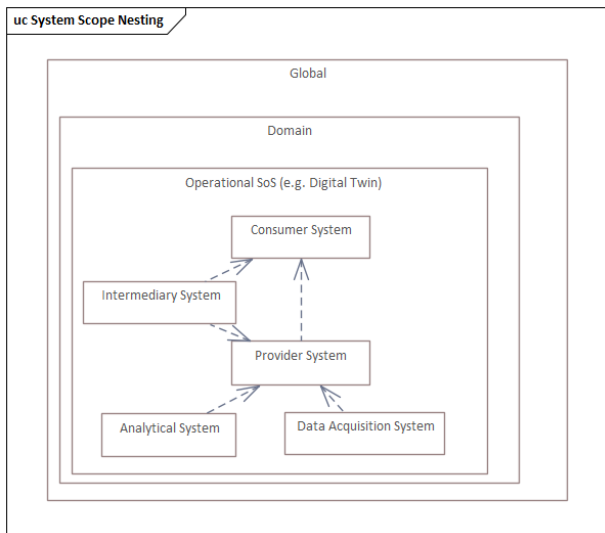 uc System Scope Nesting
Global
Domain
Operational SoS (e.g. Digital Twin)
Consumer System
Intermediary System
Provider System
Analytical System
Data Acquisition System